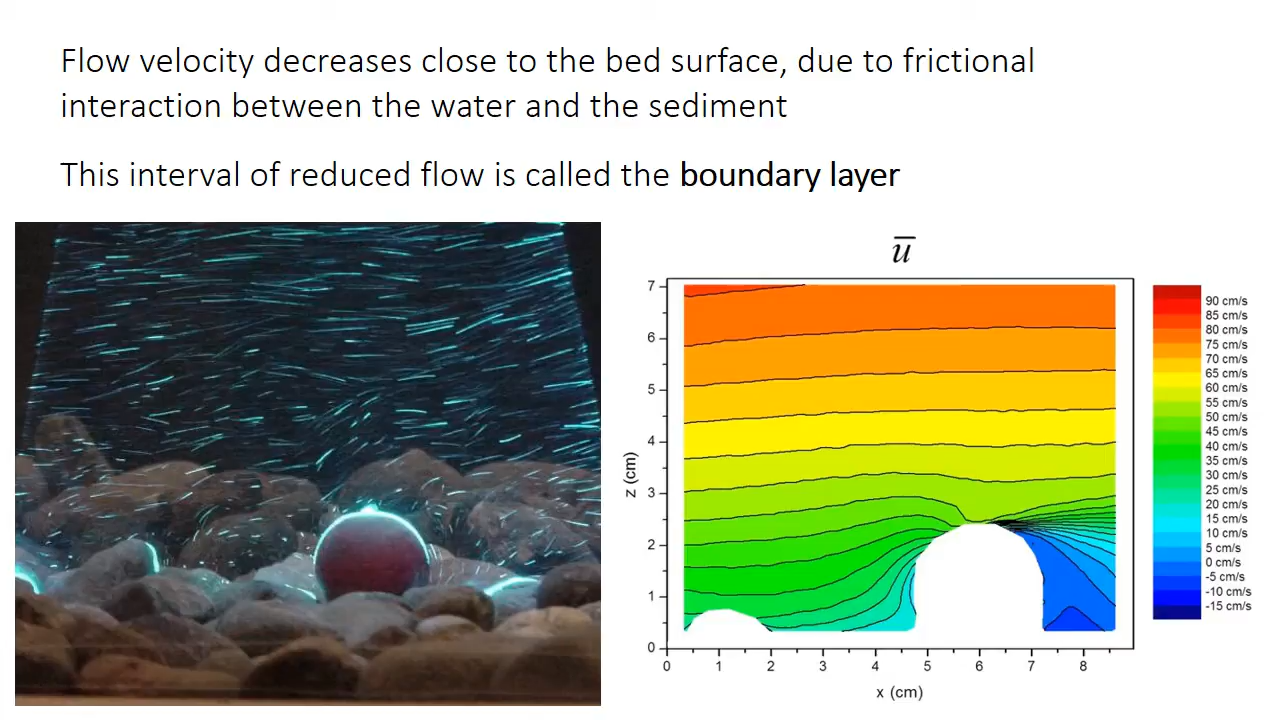 Flow velocity decreases close to the bed surface, due to frictional
interaction between the water and the sediment
This interval of reduced flow is called the boundary layer
u̅
7
6
5
4
3
2
1
0
z (cm)
0 1 2 3 4 5 6 7 8
x (cm)
90 cm/s
85 cm/s
80 cm/s
75 cm/s
70 cm/s
65 cm/s
60 cm/s
55 cm/s
50 cm/s
45 cm/s
40 cm/s
35 cm/s
30 cm/s
25 cm/s
20 cm/s
15 cm/s
10 cm/s
5 cm/s
0 cm/s
-5 cm/s
-10 cm/s
-15 cm/s